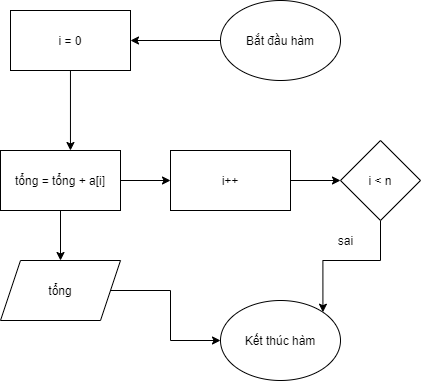 i = 0
Bắt đầu hàm
tổng = tổng + a[i]
i++
i < n
sai
tổng
Kết thúc hàm